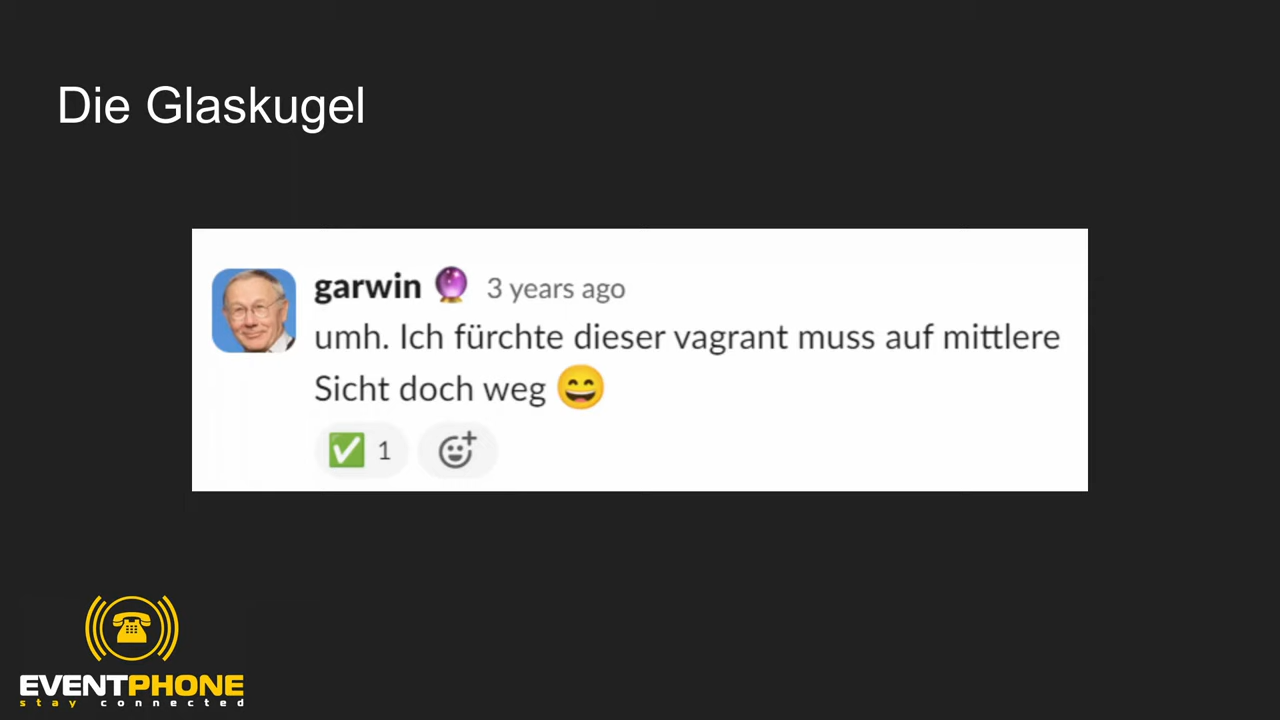 Die Glaskugel
garwin 🔮 3 years ago
umh. Ich fürchte dieser vagrant muss auf mittlere
Sicht doch weg 😄
✅ 1
EVENTPHONE
stay connected